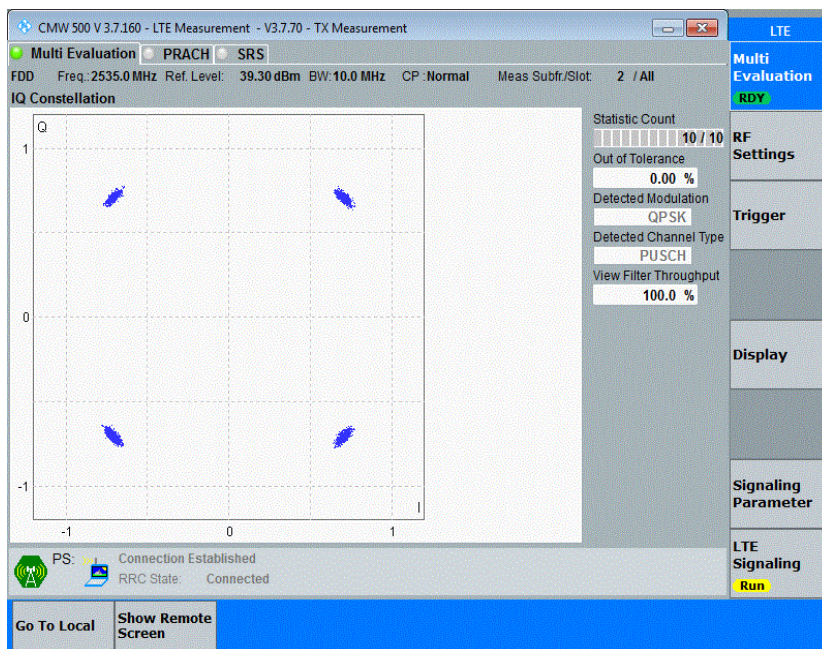 CMW 500 V 3.7.160 - LTE Measurement - V3.7.70 - TX Measurement
LTE
Multi Evaluation PRACH SRS
Multi
Evaluation
RDY
FDD Freq.: 2535.0 MHz Ref. Level: 39.30 dBm BW: 10.0 MHz CP : Normal Meas Subfr./Slot: 2 / All
IQ Constellation
Q
1
0
-1
I
-1 0 1
Statistic Count
10 / 10
Out of Tolerance
0.00 %
Detected Modulation
QPSK
Detected Channel Type
PUSCH
View Filter Throughput
100.0 %
RF
Settings
Trigger
Display
Signaling
Parameter
LTE
Signaling
Run
PS: Connection Established
RRC State: Connected
Go To Local
Show Remote
Screen